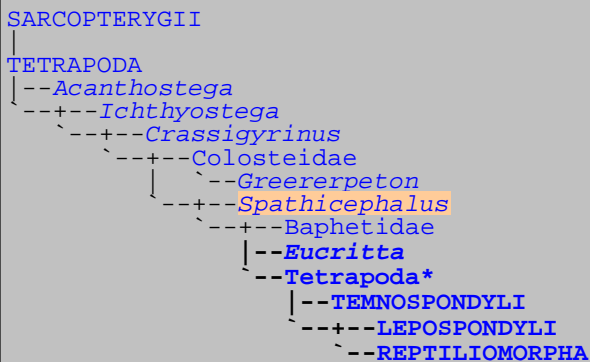 SARCOPTERYGII
|
TETRAPODA
|--Acanthostega
`--+--Ichthyostega
   `--+--Crassigyrinus
      `--+--Colosteidae
         |  `--Greererpeton
         `--+--Spathicephalus
            `--+--Baphetidae
               |--Eucritta
               `--Tetrapoda*
                  |--TEMNOSPONDYLI
                  `--+--LEPOSPONDYLI
                     `--REPTILIOMORPHA